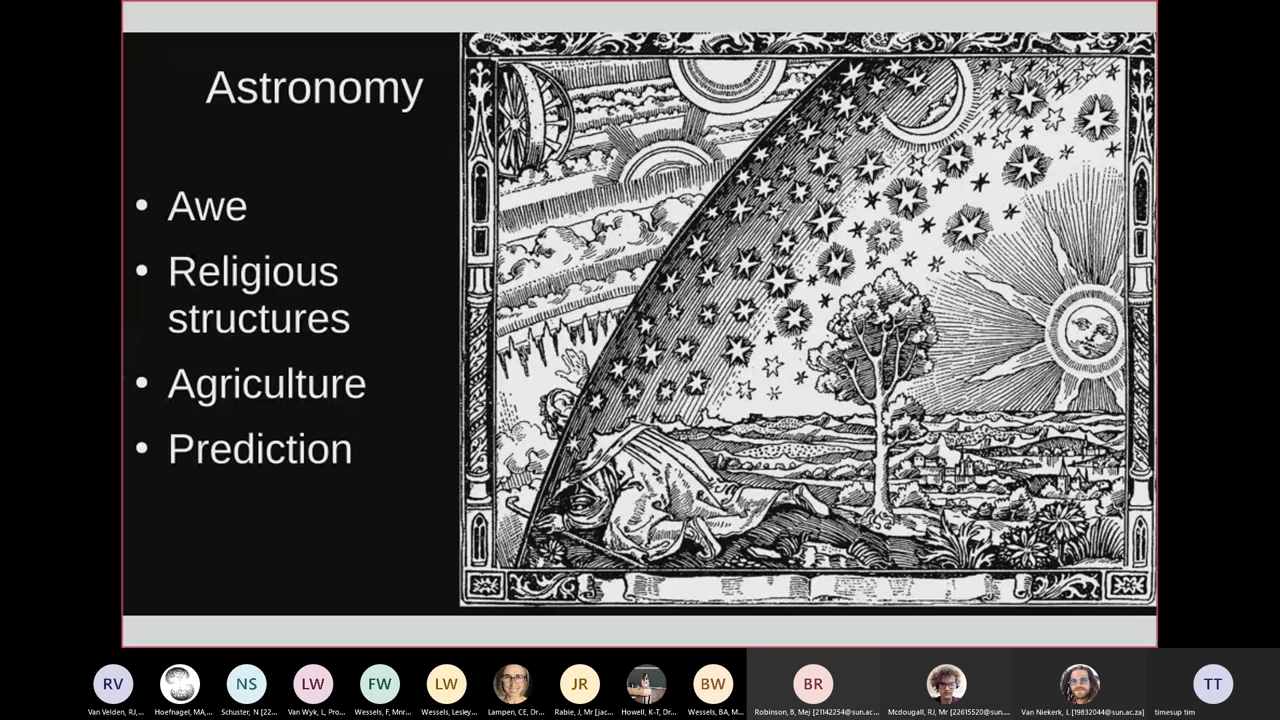 Astronomy
• Awe
• Religious
structures
• Agriculture
• Prediction
RV
NS
LW
FW
LW
JR
BW
BR
TT
Van Velden, RJ,...
Hoefnagel, MA,...
Schuster, N [22...
Van Wyk, L, Pro...
Wessels, F, Mnr...
Wessels, Lesley...
Lampen, CE, Dr...
Rabie, J, Mr [jac...
Howell, K-T, Dr...
Wessels, BA, M...
Robinson, B, Mej [21142254@sun.ac...
Mcdougall, RJ, Mr [22615520@sun....
Van Niekerk, L [19832044@sun.ac.za]
timesup tim